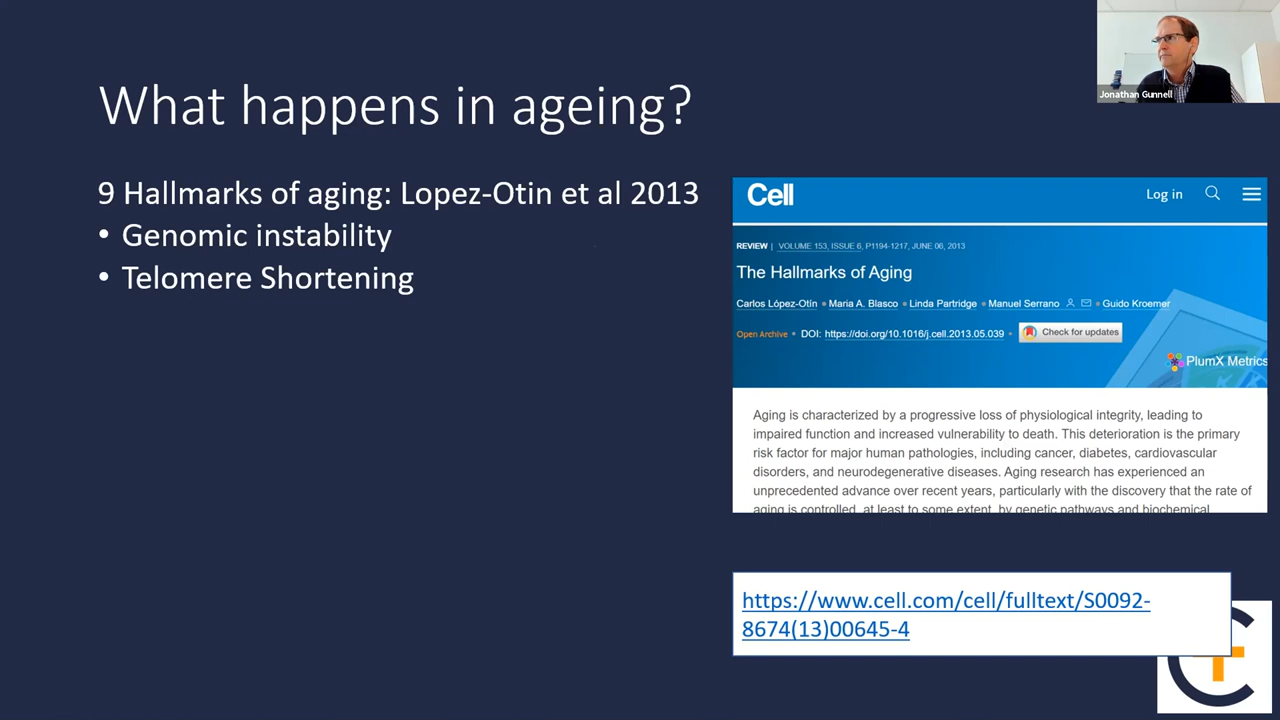 Jonathan Gunnell
What happens in ageing?
9 Hallmarks of aging: Lopez-Otin et al 2013
• Genomic instability
• Telomere Shortening
Cell
Log in
REVIEW | VOLUME 153, ISSUE 6, P1194-1217, JUNE 06, 2013
The Hallmarks of Aging
Carlos López-Otín • Maria A. Blasco • Linda Partridge • Manuel Serrano • Guido Kroemer
Open Archive • DOI: https://doi.org/10.1016/j.cell.2013.05.039 • Check for updates
PlumX Metrics
Aging is characterized by a progressive loss of physiological integrity, leading to
impaired function and increased vulnerability to death. This deterioration is the primary
risk factor for major human pathologies, including cancer, diabetes, cardiovascular
disorders, and neurodegenerative diseases. Aging research has experienced an
unprecedented advance over recent years, particularly with the discovery that the rate of
aging is controlled, at least to some extent, by genetic pathways and biochemical
https://www.cell.com/cell/fulltext/S0092-
8674(13)00645-4